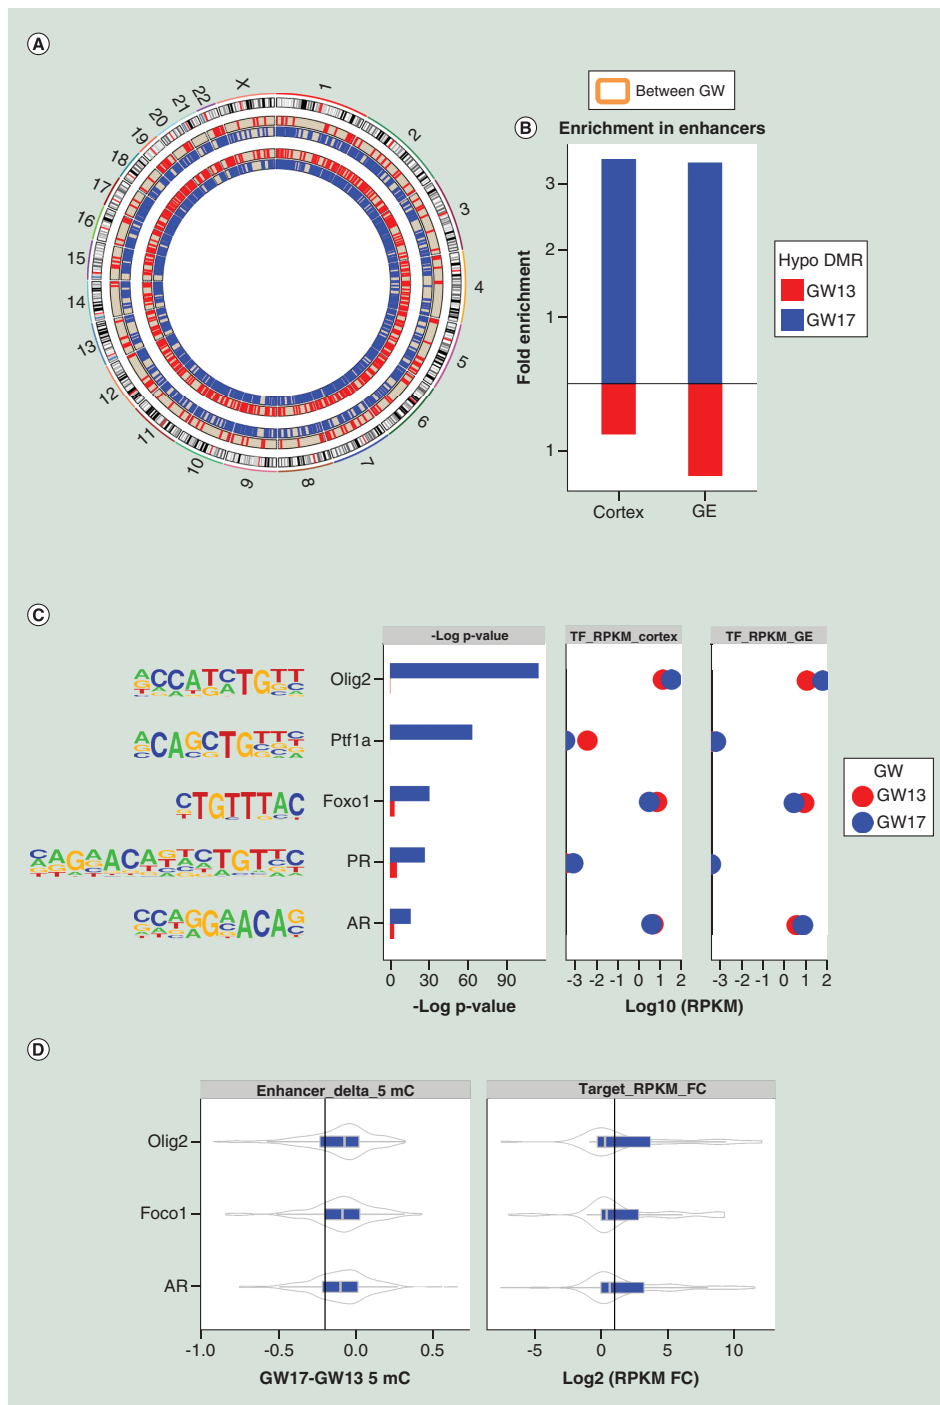 A
1
2
3
4
5
6
7
8
9
10
11
12
13
14
15
16
17
18
19
20
21
22
X
Between GW
B
Enrichment in enhancers
Fold enrichment
3
2
1
1
Cortex
GE
Hypo DMR
GW13
GW17
C
-Log p-value
TF_RPKM_cortex
TF_RPKM_GE
Olig2
Ptf1a
Foxo1
PR
AR
CTGTTTAC
0 30 60 90
-3 -2 -1 0 1 2
-3 -2 -1 0 1 2
-Log p-value
Log10 (RPKM)
GW
GW13
GW17
D
Enhancer_delta_5 mC
Target_RPKM_FC
Olig2
Foco1
AR
-1.0 -0.5 0.0 0.5
-5 0 5 10
GW17-GW13 5 mC
Log2 (RPKM FC)